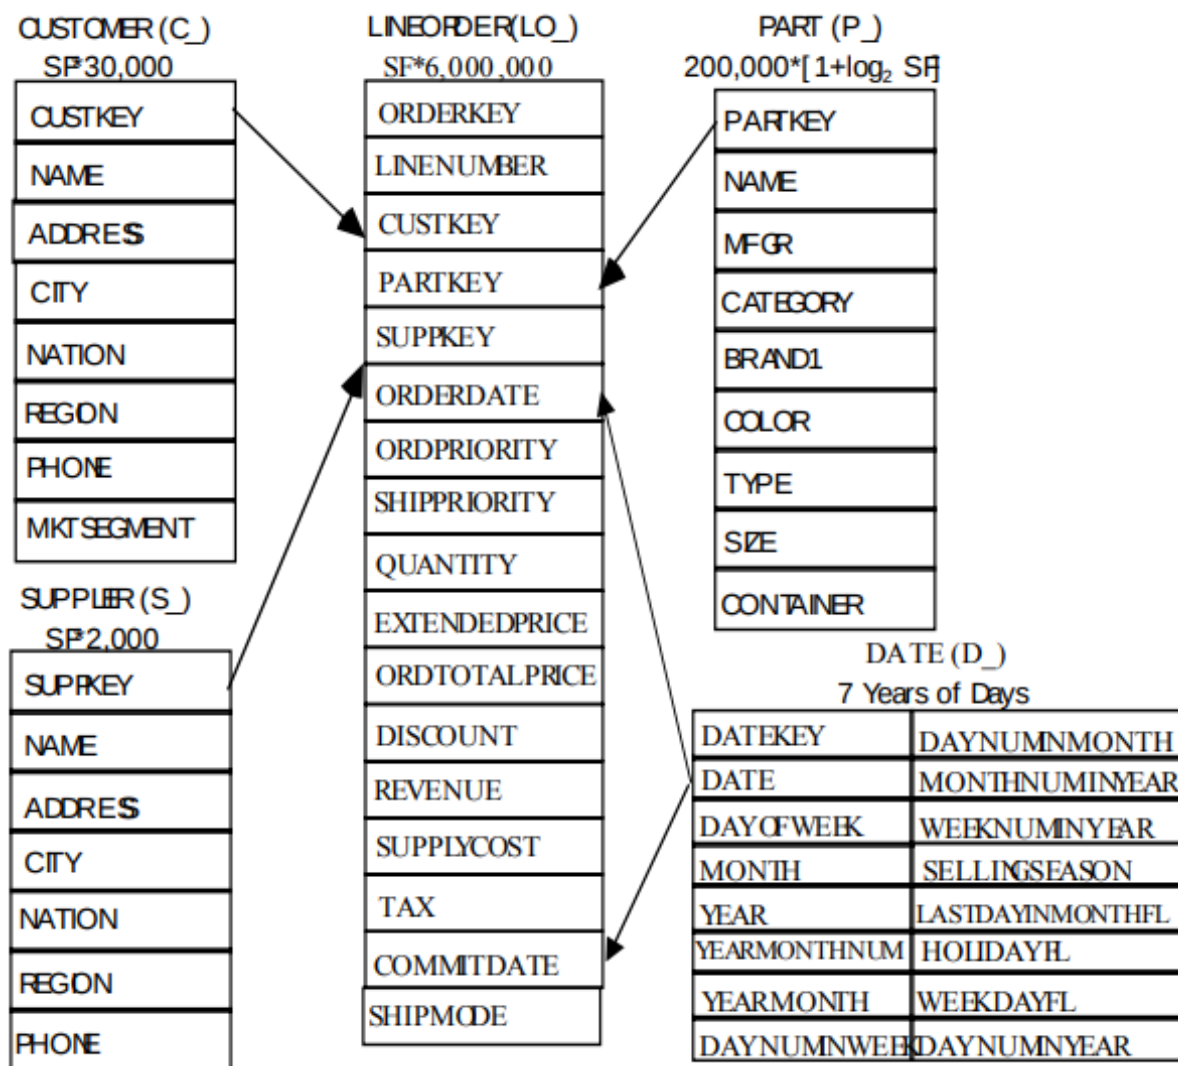 CUSTOMER (C_)
SF*30,000
CUSTKEY
NAME
ADDRESS
CITY
NATION
REGION
PHONE
MKTSEGMENT
SUPPLIER (S_)
SF*2,000
SUPPKEY
NAME
ADDRESS
CITY
NATION
REGION
PHONE
LINEORDER(LO_)
SF*6,000,000
ORDERKEY
LINENUMBER
CUSTKEY
PARTKEY
SUPPKEY
ORDERDATE
ORDPRIORITY
SHIPPRIORITY
QUANTITY
EXTENDEDPRICE
ORDTOTALPRICE
DISCOUNT
REVENUE
SUPPLYCOST
TAX
COMMITDATE
SHIPMODE
PART (P_)
200,000*[1+log₂ SF]
PARTKEY
NAME
MFGR
CATEGORY
BRAND1
COLOR
TYPE
SIZE
CONTAINER
DATE (D_)
7 Years of Days
DATEKEY DAYNUMINMONTH
DATE MONTHNUMINYEAR
DAYOFWEEK WEEKNUMINYEAR
MONTH SELLINGSEASON
YEAR LASTDAYINMONTHFL
YEARMONTHNUM HOLIDAYFL
YEARMONTH WEEKDAYFL
DAYNUMINWEEK DAYNUMINYEAR